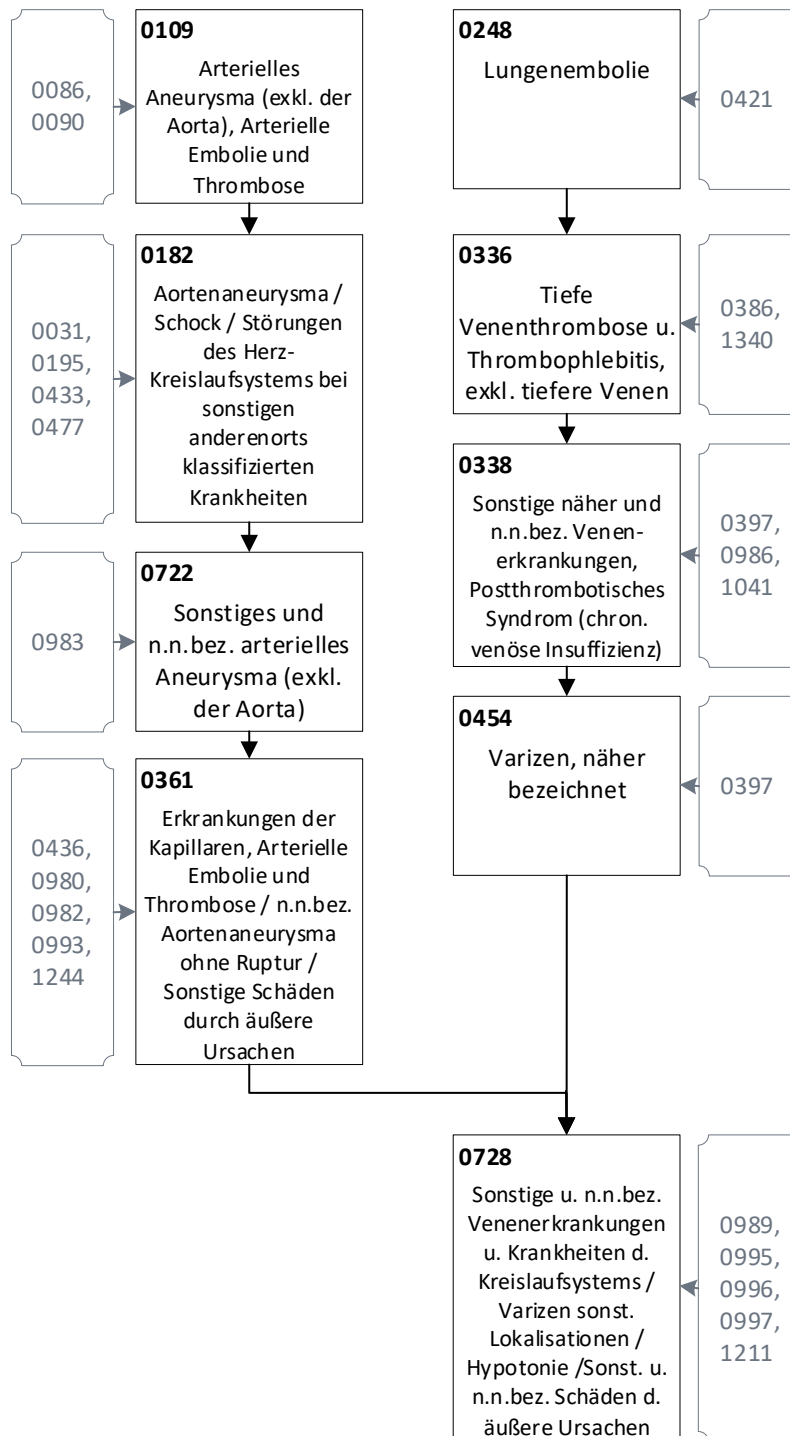 0086,
0090
0109
Arterielles
Aneurysma (exkl. der
Aorta), Arterielle
Embolie und
Thrombose
0031,
0195,
0433,
0477
0182
Aortenaneurysma /
Schock / Störungen
des Herz-
Kreislaufsystems bei
sonstigen
anderenorts
klassifizierten
Krankheiten
0983
0722
Sonstiges und
n.n.bez. arterielles
Aneurysma (exkl.
der Aorta)
0436,
0980,
0982,
0993,
1244
0361
Erkrankungen der
Kapillaren, Arterielle
Embolie und
Thrombose / n.n.bez.
Aortenaneurysma
ohne Ruptur /
Sonstige Schäden
durch äußere
Ursachen
0248
Lungenembolie
0421
0336
Tiefe
Venenthrombose u.
Thrombophlebitis,
exkl. tiefere Venen
0386,
1340
0338
Sonstige näher und
n.n.bez. Venen-
erkrankungen,
Postthrombotisches
Syndrom (chron.
venöse Insuffizienz)
0397,
0986,
1041
0454
Varizen, näher
bezeichnet
0397
0728
Sonstige u. n.n.bez.
Venenerkrankungen
u. Krankheiten d.
Kreislaufsystems /
Varizen sonst.
Lokalisationen /
Hypotonie /Sonst. u.
n.n.bez. Schäden d.
äußere Ursachen
0989,
0995,
0996,
0997,
1211